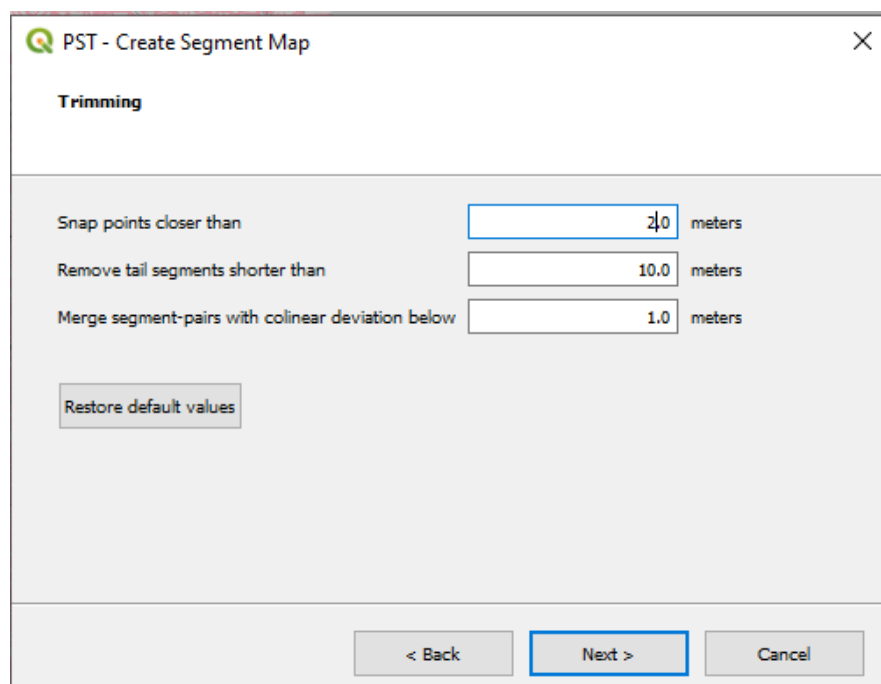 PST - Create Segment Map
Trimming
Snap points closer than 2.0 meters
Remove tail segments shorter than 10.0 meters
Merge segment-pairs with colinear deviation below 1.0 meters
Restore default values
< Back Next > Cancel